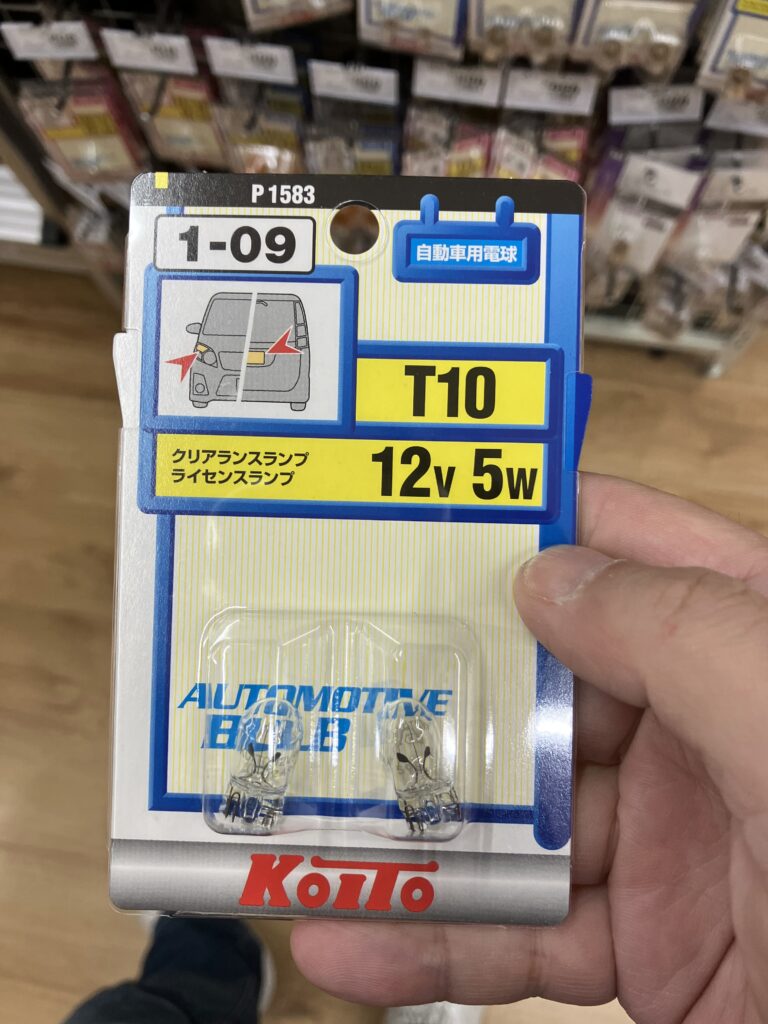 P1583
1-09
自動車用電球
T10
クリアランスランプ
ライセンスランプ
12V 5W
AUTOMOTIVE
BULB
KOITO